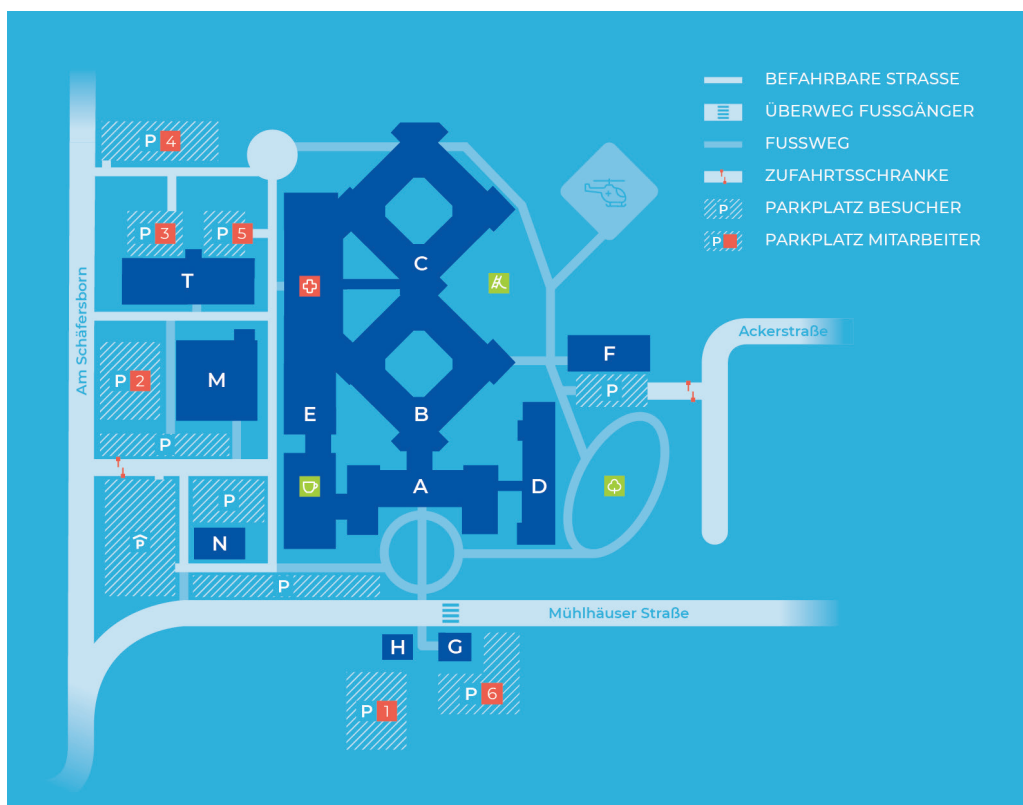 BEFAHRBARE STRASSE
ÜBERWEG FUSSGÄNGER
FUSSWEG
ZUFAHRTSSCHRANKE
P PARKPLATZ BESUCHER
P PARKPLATZ MITARBEITER
P 4
P 3
P 5
T
C
Am Schäfersborn
Ackerstraße
P 2
M
F
P
E
B
P
A
D
P
N
P
P
Mühlhäuser Straße
H
G
P 6
P 1